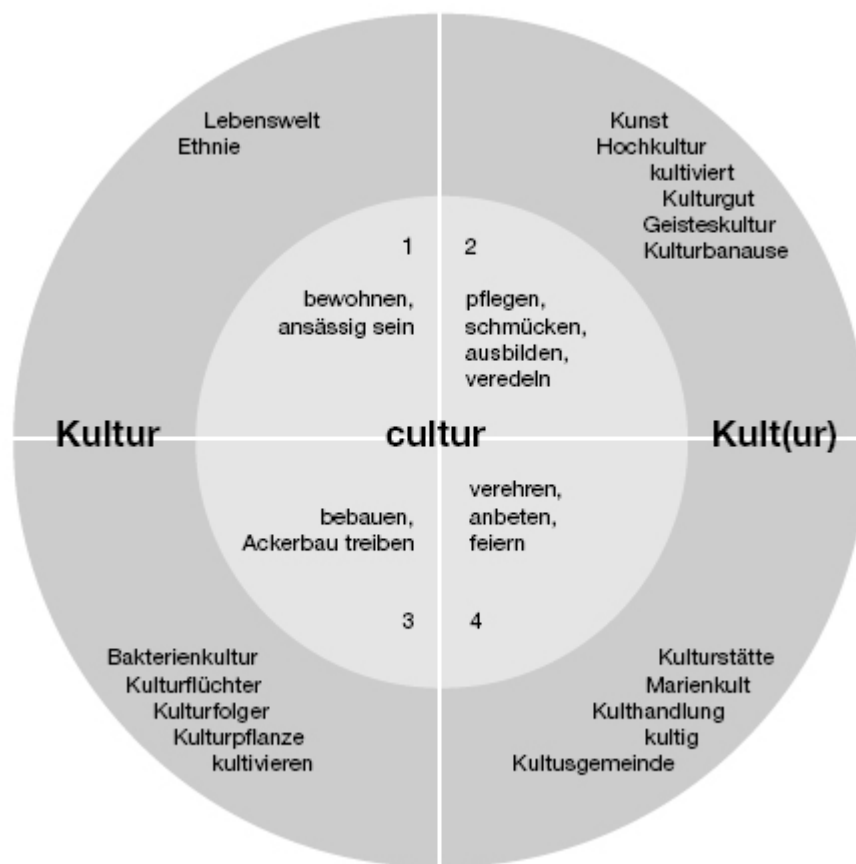 Lebenswelt
Ethnie
Kunst
Hochkultur
kultiviert
Kulturgut
Geisteskultur
Kulturbanause
1
bewohnen,
ansässig sein
2
pflegen,
schmücken,
ausbilden,
veredeln
Kultur
cultur
Kult(ur)
bebauen,
Ackerbau treiben
3
verehren,
anbeten,
feiern
4
Bakterienkultur
Kulturflüchter
Kulturfolger
Kulturpflanze
kultivieren
Kulturstätte
Marienkult
Kulthandlung
kultig
Kultusgemeinde